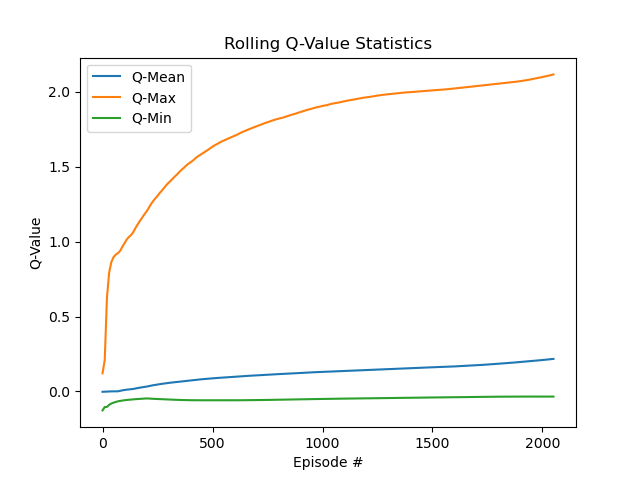 Rolling Q-Value Statistics
Q-Mean
Q-Max
Q-Min
2.0
1.5
1.0
0.5
0.0
Q-Value
0
500
1000
1500
2000
Episode #